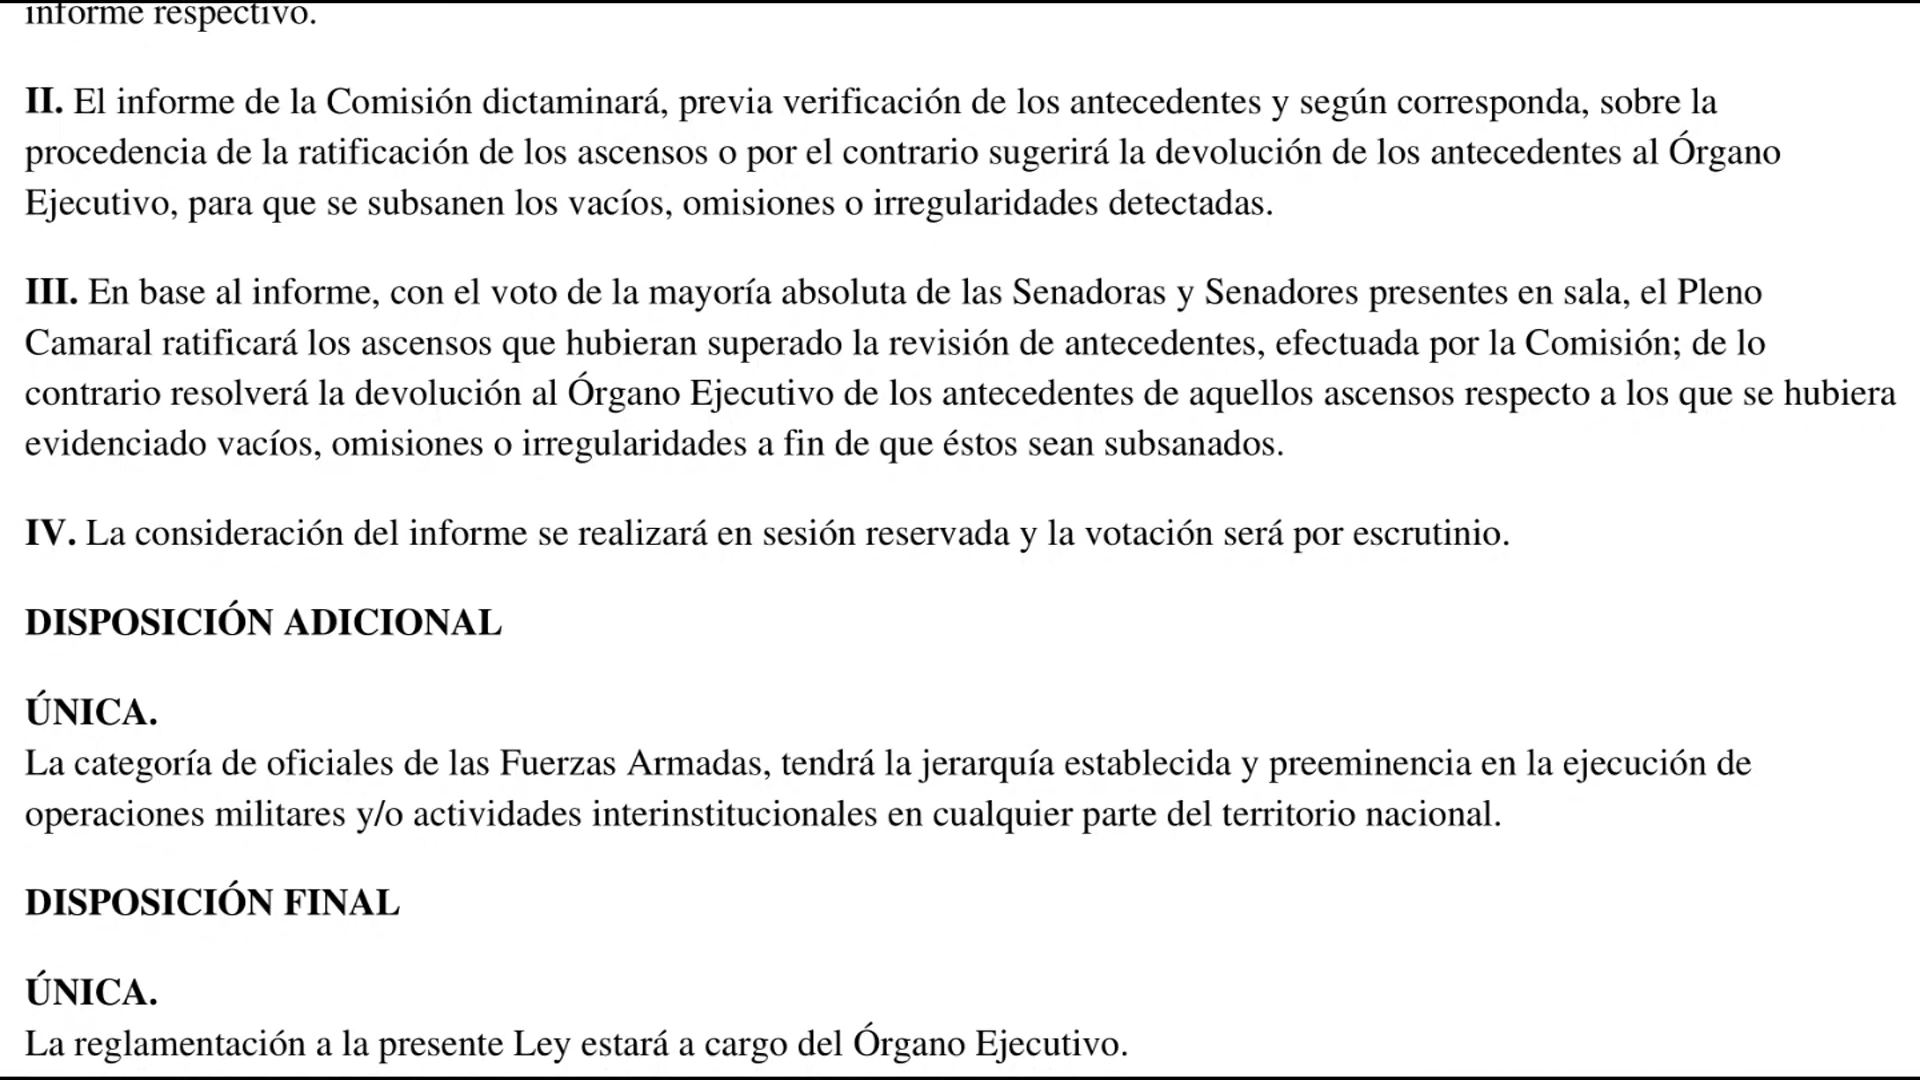 informe respectivo.
II. El informe de la Comisión dictaminará, previa verificación de los antecedentes y según corresponda, sobre la
procedencia de la ratificación de los ascensos o por el contrario sugerirá la devolución de los antecedentes al Órgano
Ejecutivo, para que se subsanen los vacíos, omisiones o irregularidades detectadas.
III. En base al informe, con el voto de la mayoría absoluta de las Senadoras y Senadores presentes en sala, el Pleno
Camaral ratificará los ascensos que hubieran superado la revisión de antecedentes, efectuada por la Comisión; de lo
contrario resolverá la devolución al Órgano Ejecutivo de los antecedentes de aquellos ascensos respecto a los que se hubiera
evidenciado vacíos, omisiones o irregularidades a fin de que éstos sean subsanados.
IV. La consideración del informe se realizará en sesión reservada y la votación será por escrutinio.
DISPOSICIÓN ADICIONAL
ÚNICA.
La categoría de oficiales de las Fuerzas Armadas, tendrá la jerarquía establecida y preeminencia en la ejecución de
operaciones militares y/o actividades interinstitucionales en cualquier parte del territorio nacional.
DISPOSICIÓN FINAL
ÚNICA.
La reglamentación a la presente Ley estará a cargo del Órgano Ejecutivo.